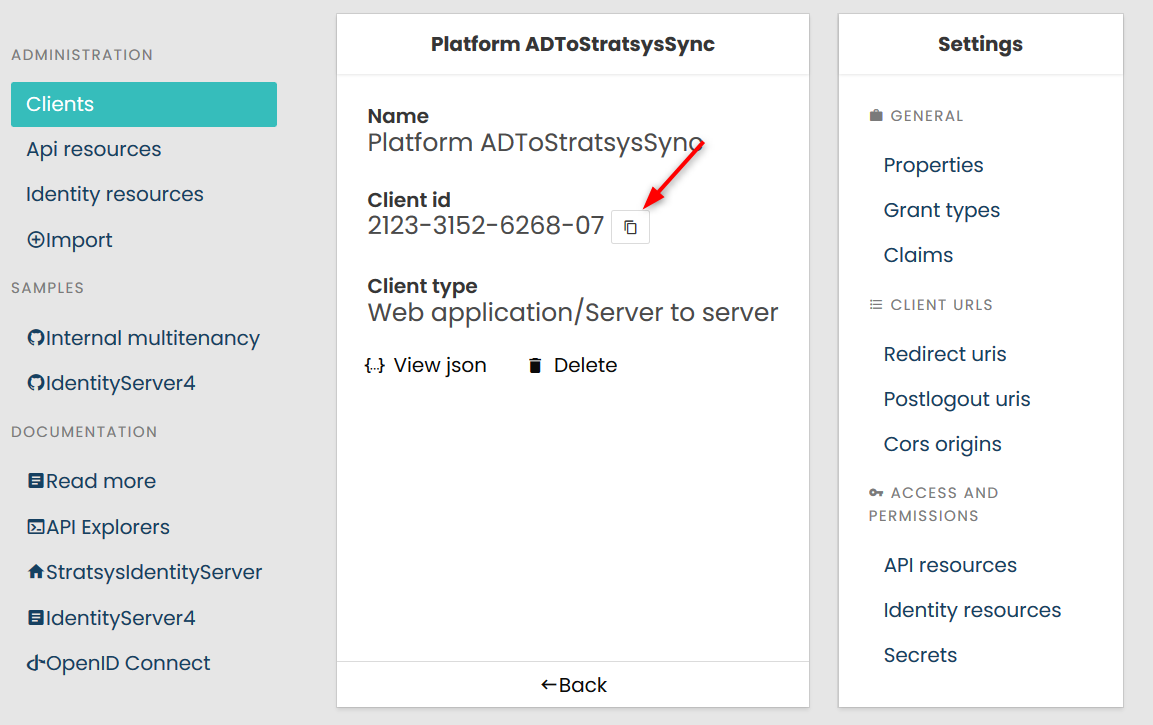 ADMINISTRATION
Clients
Api resources
Identity resources
Import
SAMPLES
Internal multitenancy
IdentityServer4
DOCUMENTATION
Read more
API Explorers
StratsysIdentityServer
IdentityServer4
OpenID Connect
Platform ADToStratsysSync
Name
Platform ADToStratsysSync
Client id
2123-3152-6268-07
Client type
Web application/Server to server
{..} View json
Delete
←Back
Settings
GENERAL
Properties
Grant types
Claims
CLIENT URLS
Redirect uris
Postlogout uris
Cors origins
ACCESS AND
PERMISSIONS
API resources
Identity resources
Secrets